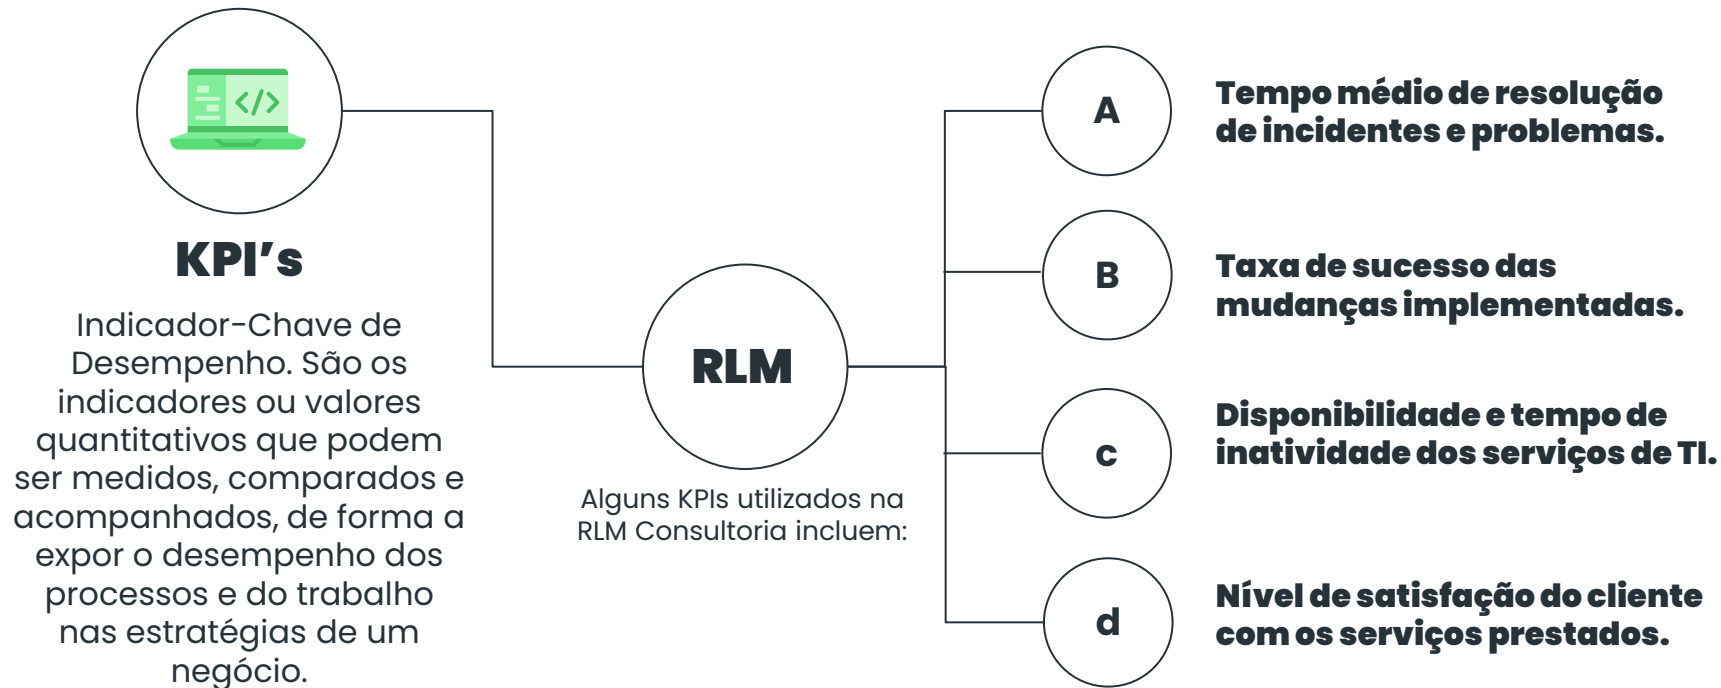 </>
KPI’s
Indicador-Chave de
Desempenho. São os
indicadores ou valores
quantitativos que podem
ser medidos, comparados e
acompanhados, de forma a
expor o desempenho dos
processos e do trabalho
nas estratégias de um
negócio.
RLM
Alguns KPIs utilizados na
RLM Consultoria incluem:
A
Tempo médio de resolução
de incidentes e problemas.
B
Taxa de sucesso das
mudanças implementadas.
c
Disponibilidade e tempo de
inatividade dos serviços de TI.
d
Nível de satisfação do cliente
com os serviços prestados.